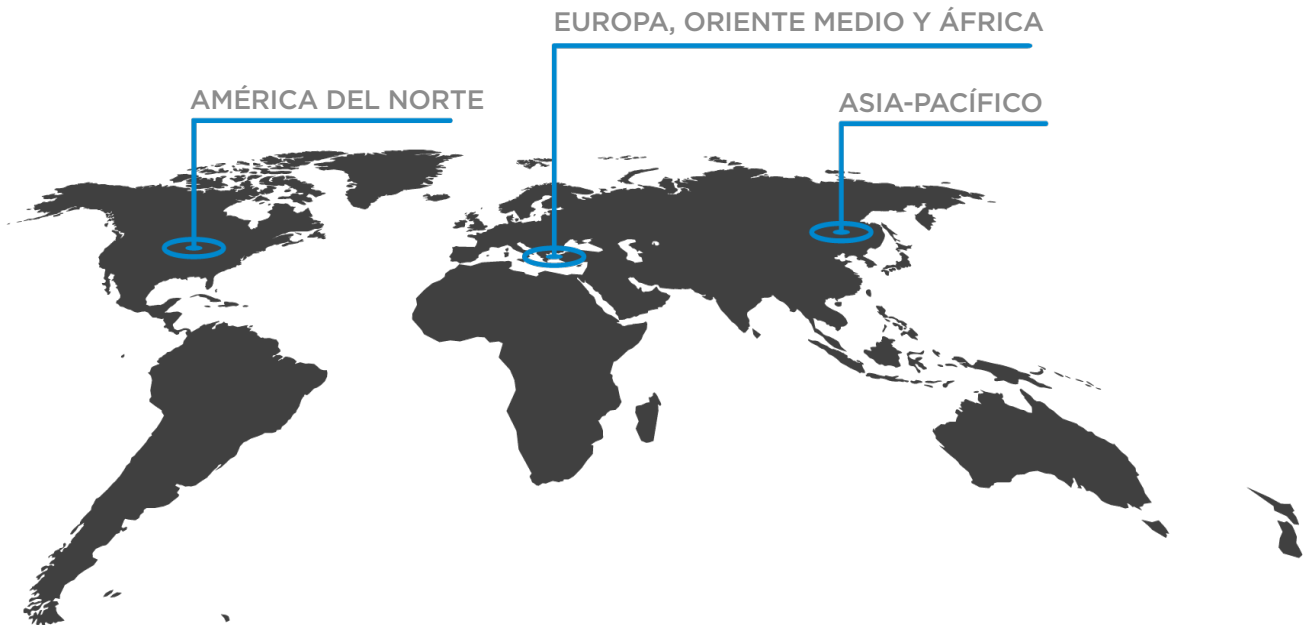 EUROPA, ORIENTE MEDIO Y ÁFRICA
AMÉRICA DEL NORTE
ASIA-PACÍFICO